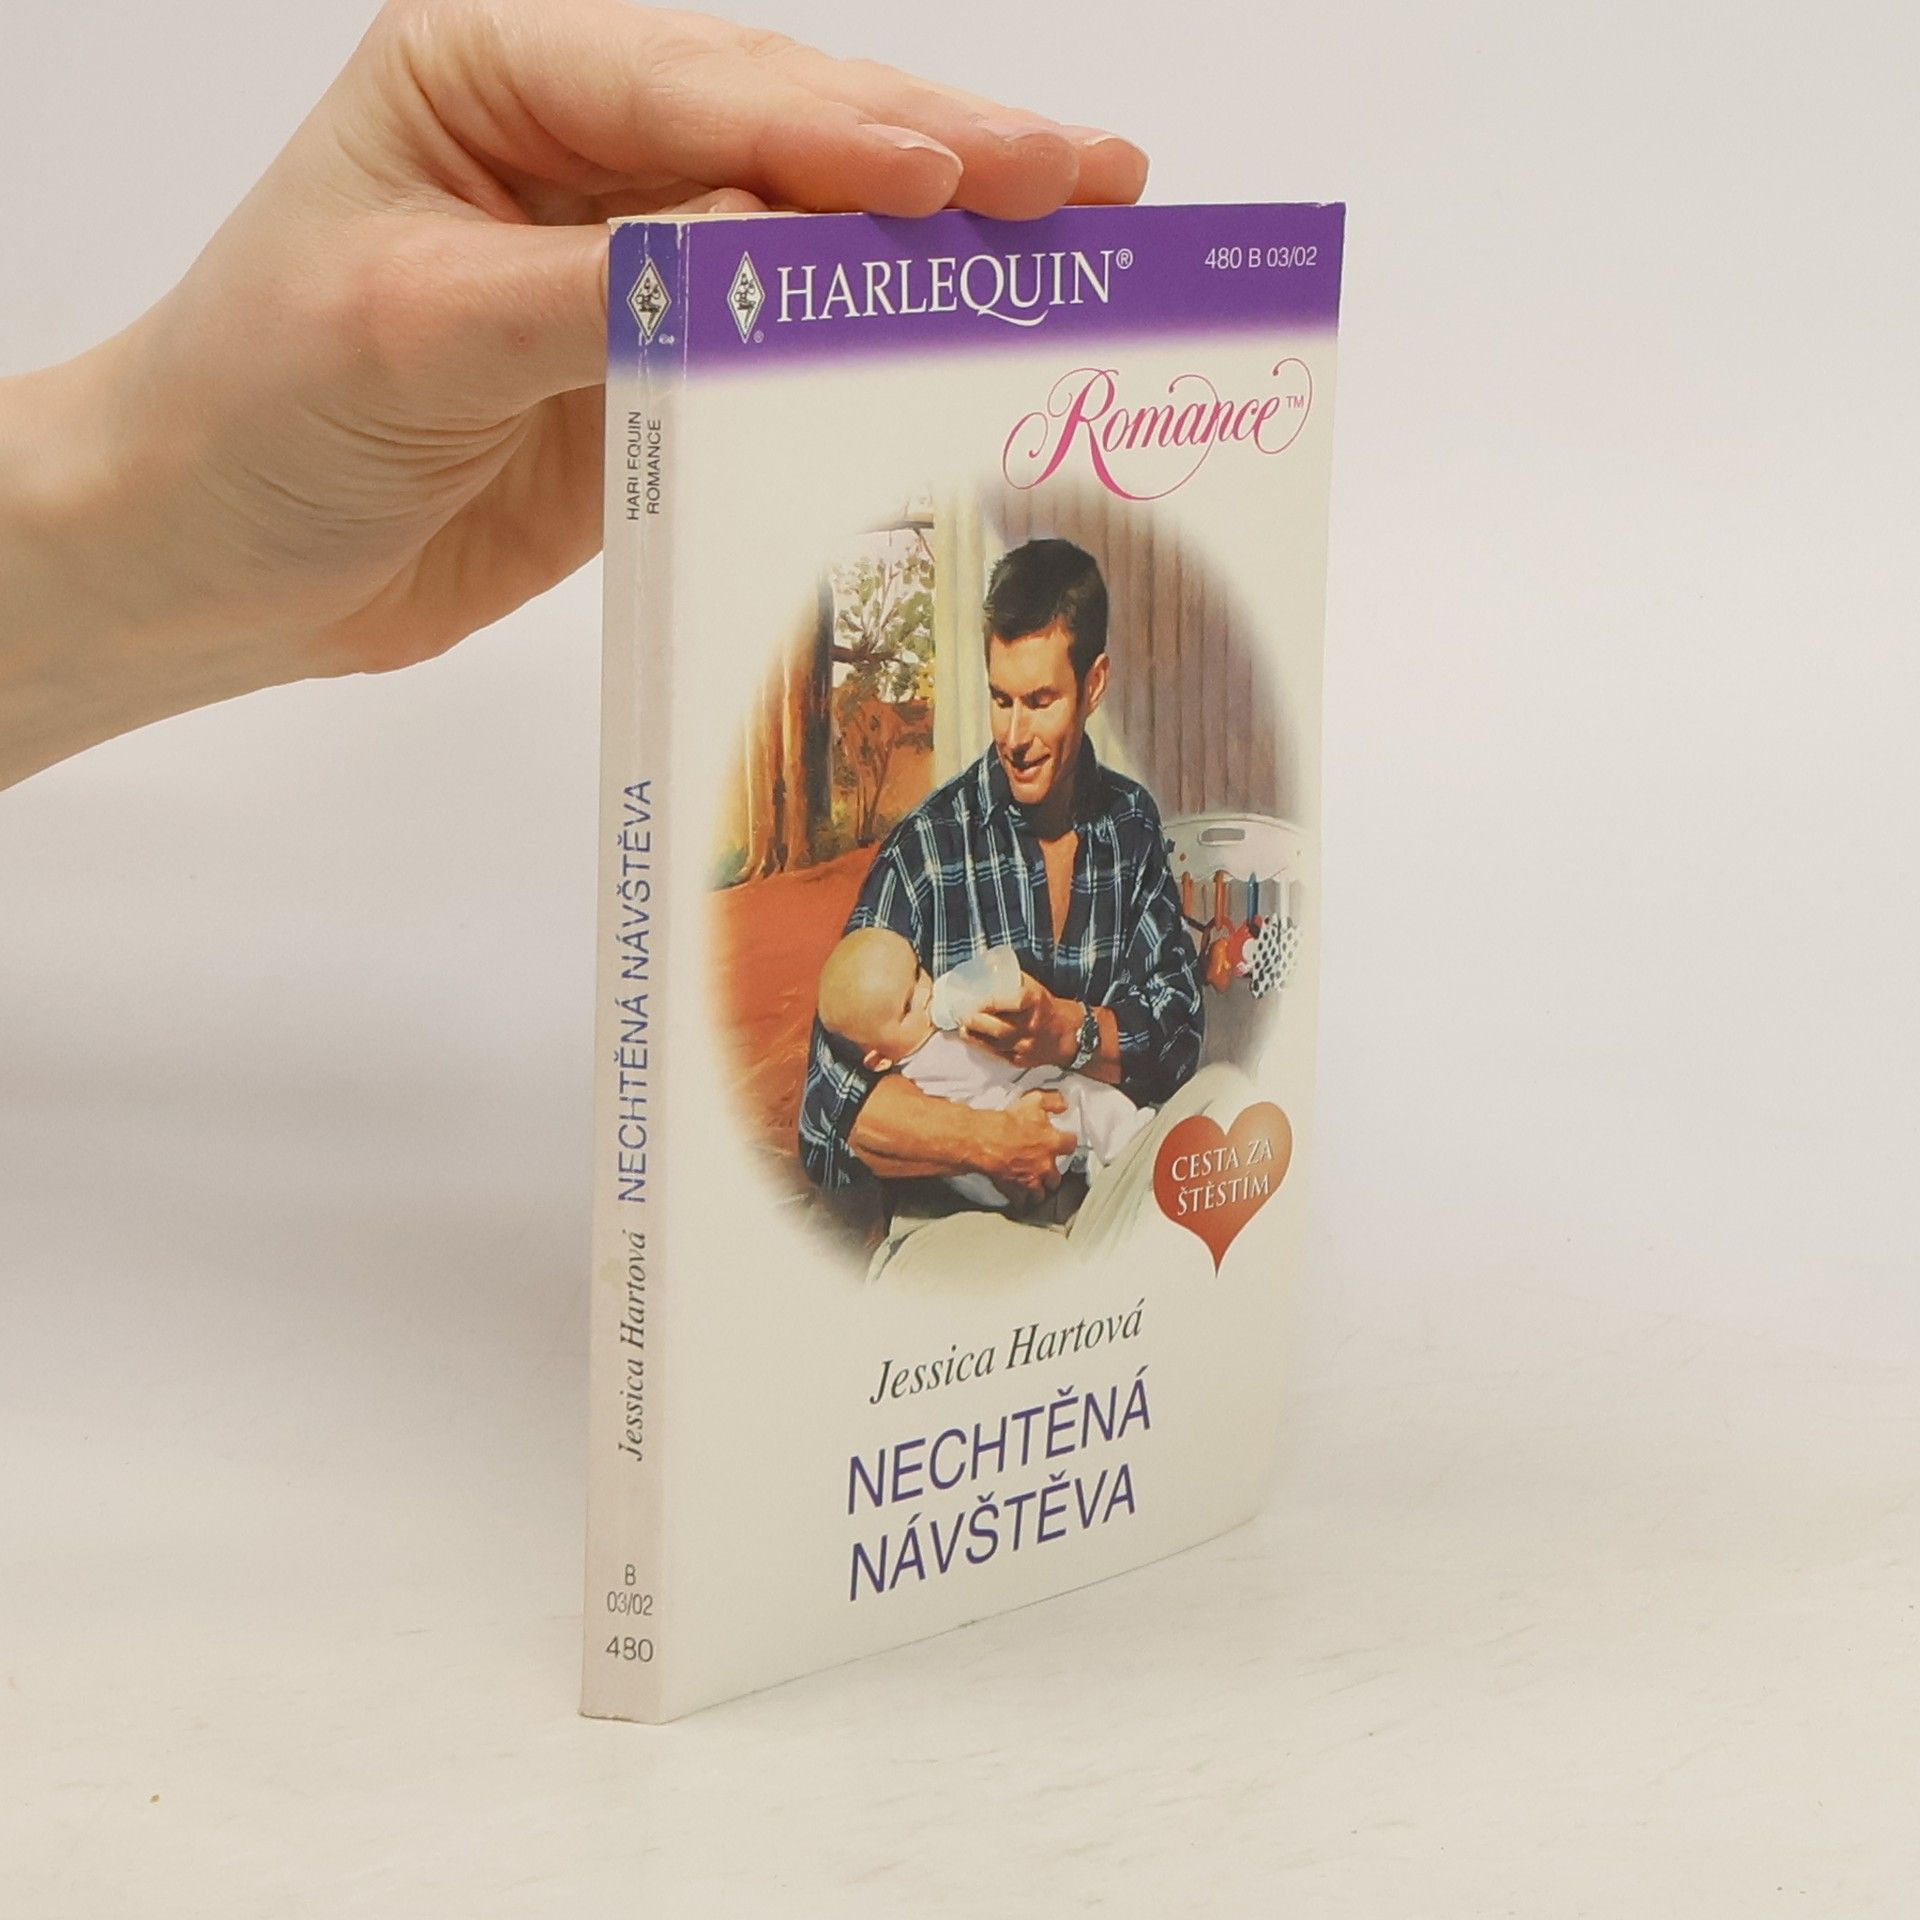 HARLEQUIN®
480 B 03/02
Romance™
CESTA ZA
ŠTĚSTÍM
Jessica Hartová
NECHTĚNÁ
NÁVŠTĚVA
HARLEQUIN
ROMANCE
Jessica Hartová NECHTĚNÁ NÁVŠTĚVA
B
03/02
480